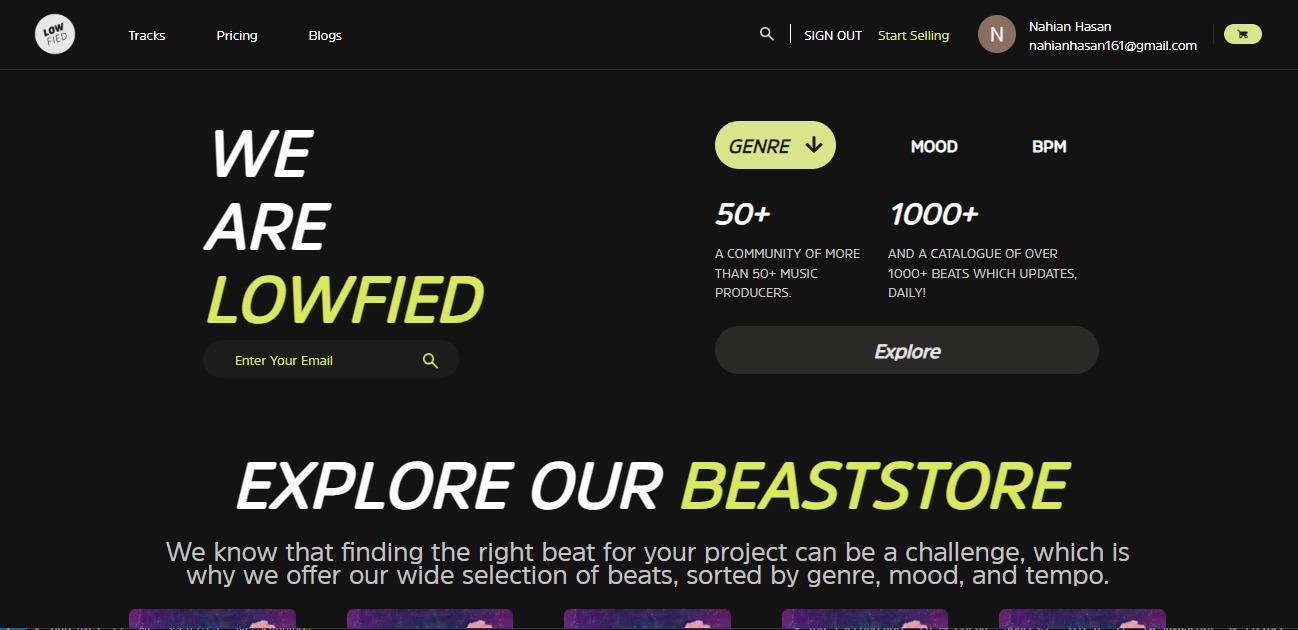 LOW
FIED
Tracks
Pricing
Blogs
SIGN OUT
Start Selling
N
Nahian Hasan
nahianhasan161@gmail.com
WE
ARE
LOWFIED
Enter Your Email
GENRE
MOOD
BPM
50+
1000+
A COMMUNITY OF MORE
THAN 50+ MUSIC
PRODUCERS.
AND A CATALOGUE OF OVER
1000+ BEATS WHICH UPDATES,
DAILY!
Explore
EXPLORE OUR BEASTSTORE
We know that finding the right beat for your project can be a challenge, which is
why we offer our wide selection of beats, sorted by genre, mood, and tempo.